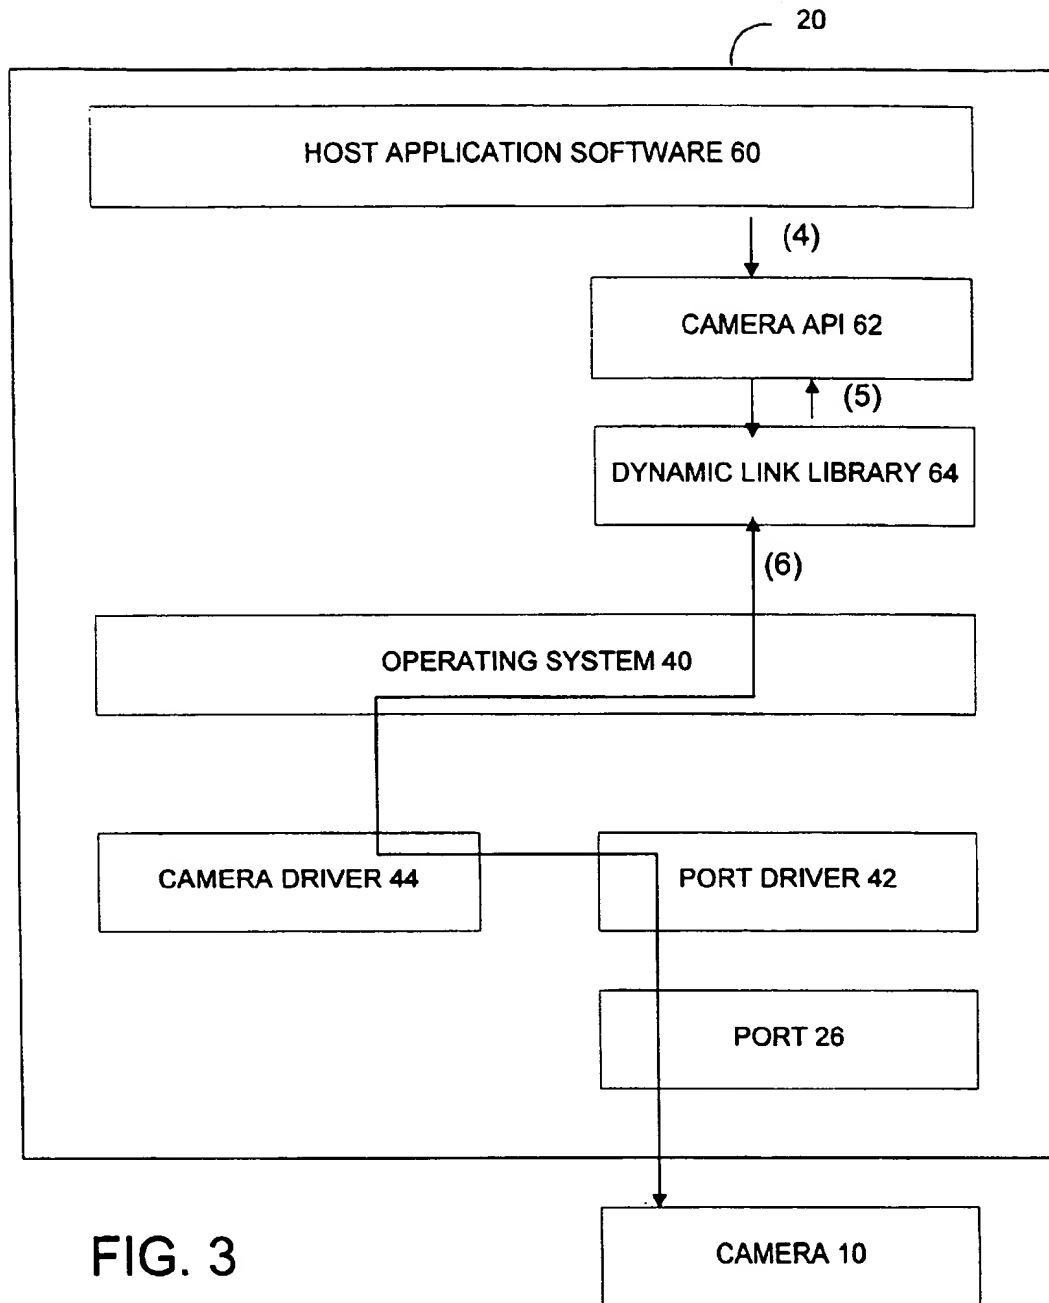 20
HOST APPLICATION SOFTWARE 60
(4)
CAMERA API 62
(5)
DYNAMIC LINK LIBRARY 64
(6)
OPERATING SYSTEM 40
CAMERA DRIVER 44
PORT DRIVER 42
PORT 26
FIG. 3
CAMERA 10